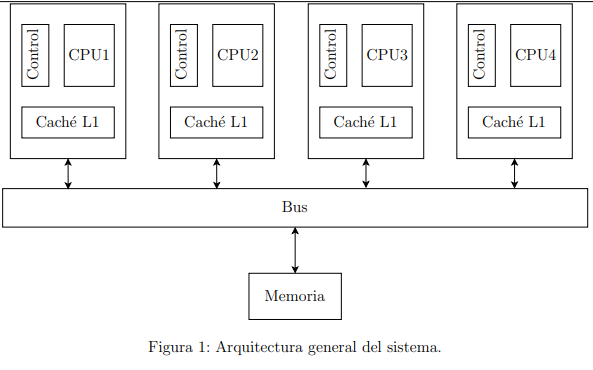 Control
CPU1
Control
CPU2
Control
CPU3
Control
CPU4
Caché L1
Caché L1
Caché L1
Caché L1
Bus
Memoria
Figura 1: Arquitectura general del sistema.